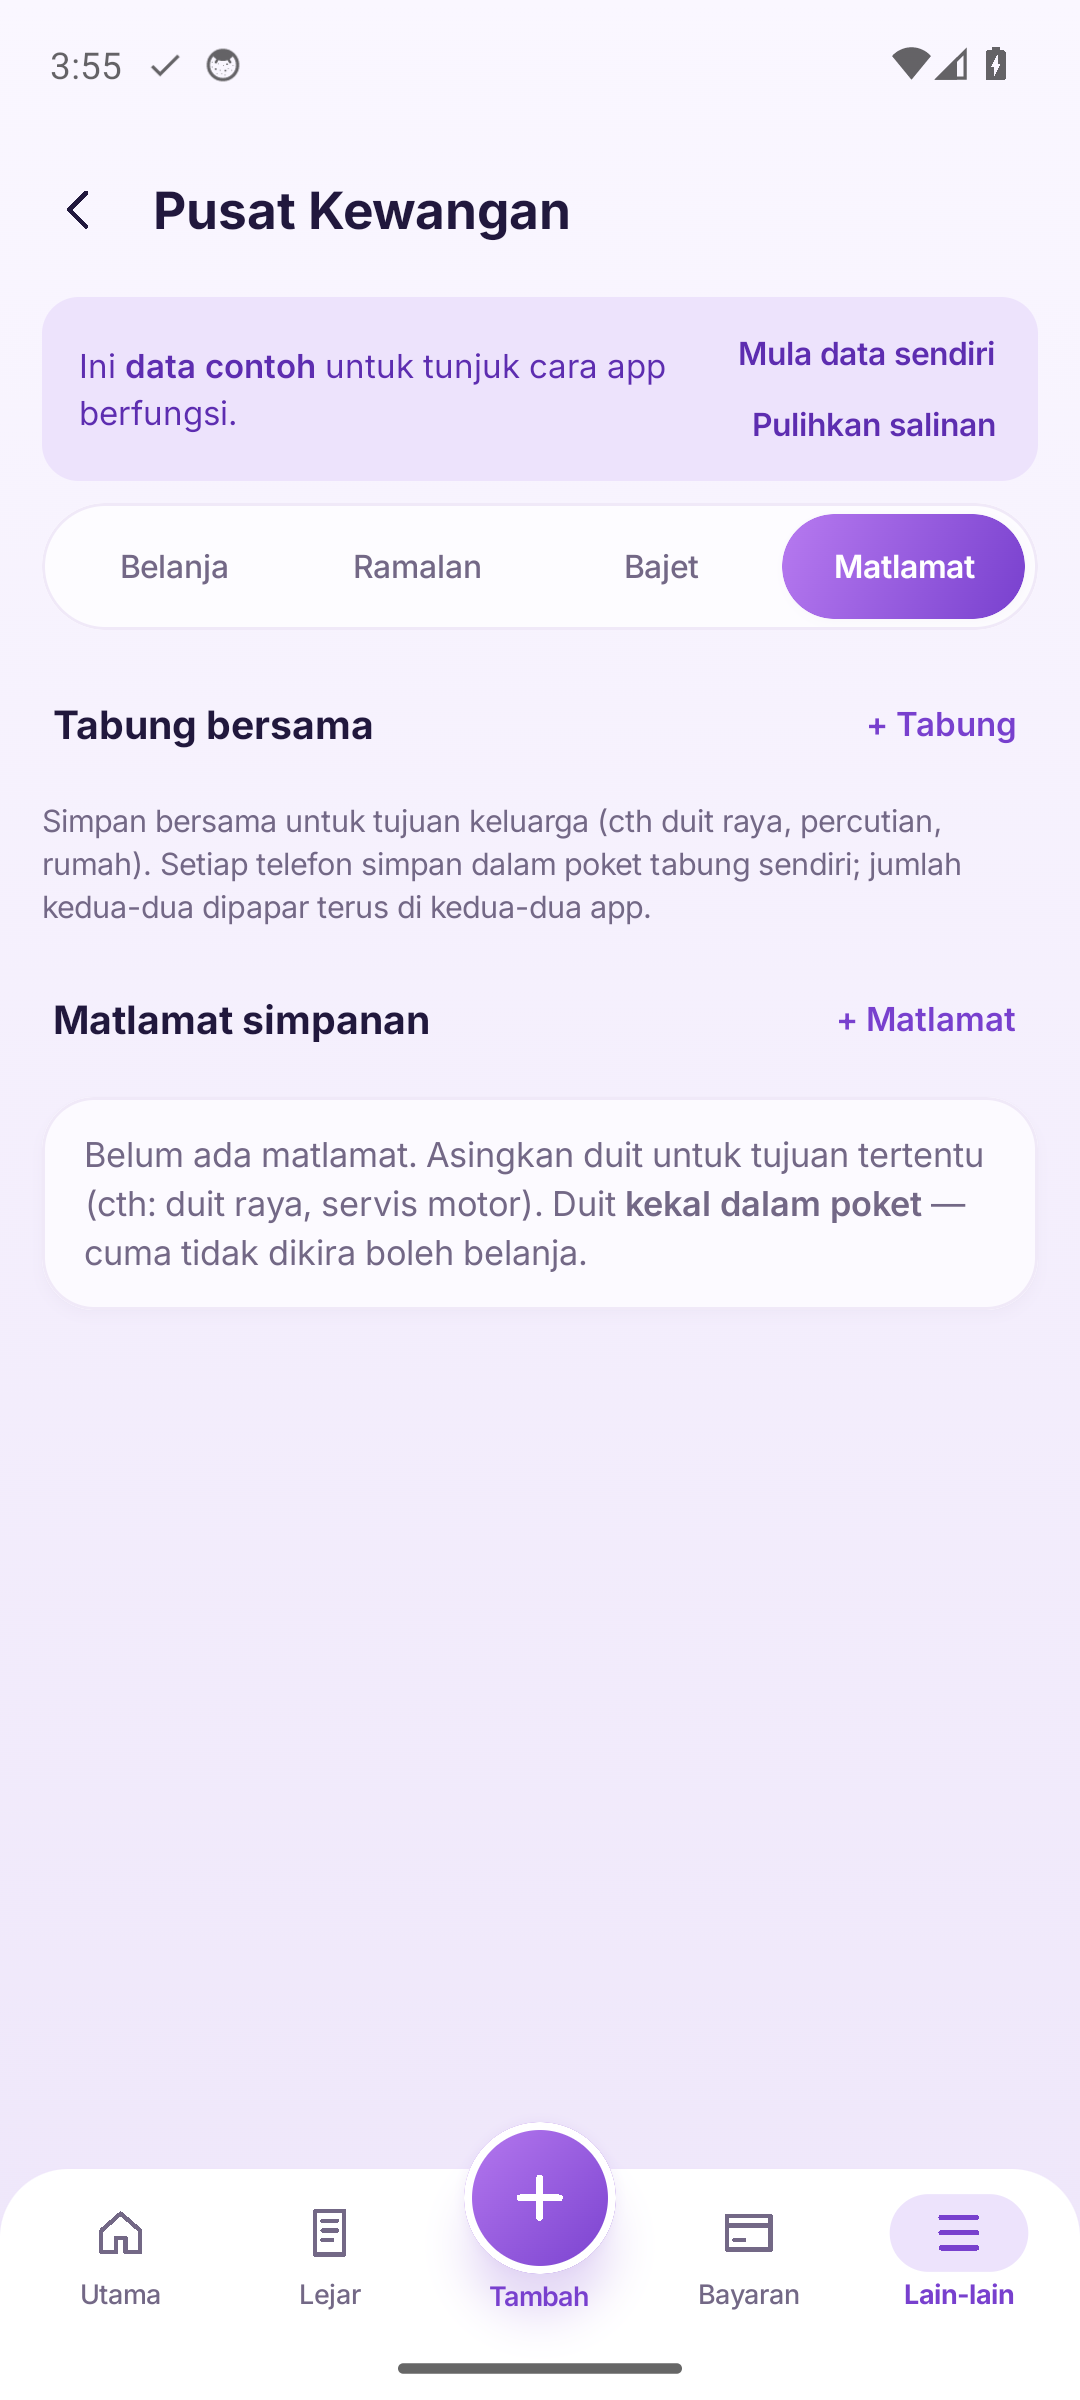 3:55
Pusat Kewangan
Ini data contoh untuk tunjuk cara app
berfungsi.
Mula data sendiri
Pulihkan salinan
Belanja
Ramalan
Bajet
Matlamat
Tabung bersama
+ Tabung
Simpan bersama untuk tujuan keluarga (cth duit raya, percutian,
rumah). Setiap telefon simpan dalam poket tabung sendiri; jumlah
kedua-dua dipapar terus di kedua-dua app.
Matlamat simpanan
+ Matlamat
Belum ada matlamat. Asingkan duit untuk tujuan tertentu
(cth: duit raya, servis motor). Duit kekal dalam poket —
cuma tidak dikira boleh belanja.
Utama
Lejar
Tambah
Bayaran
Lain-lain